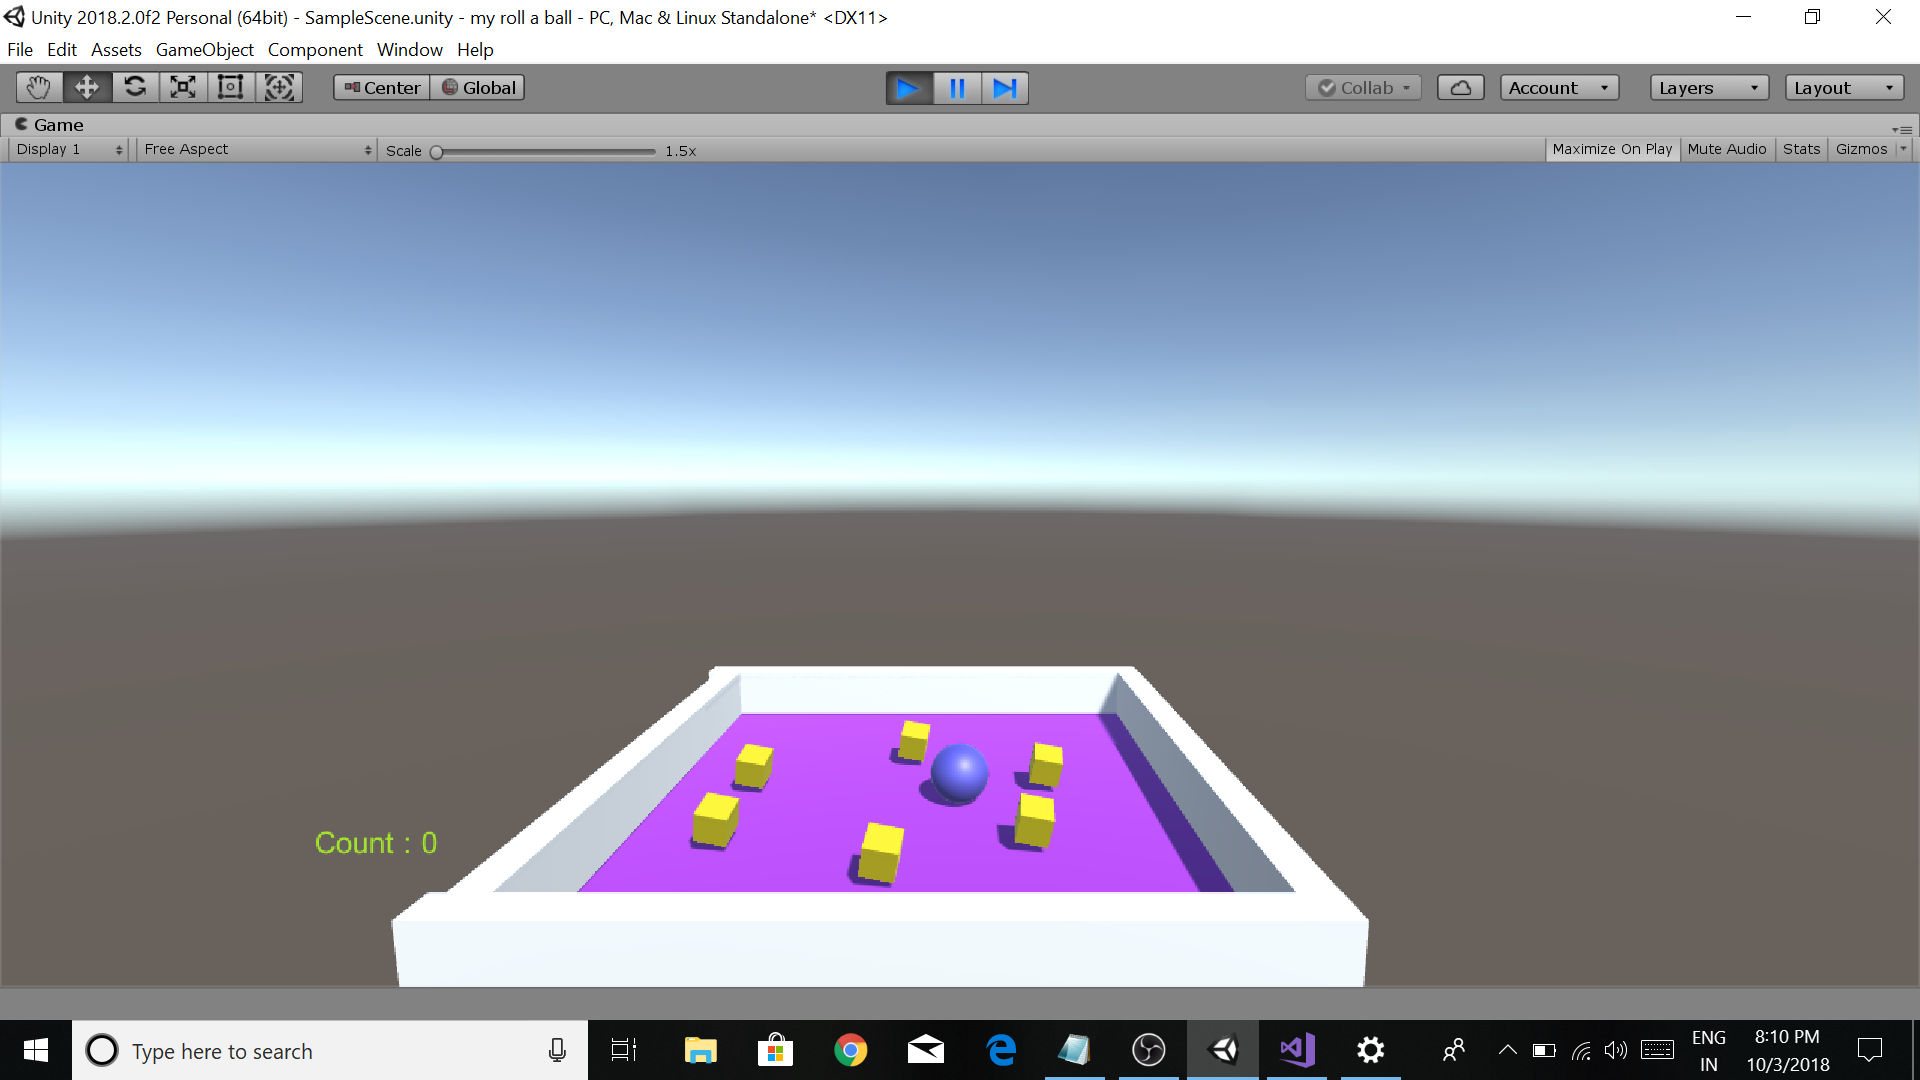 Unity 2018.2.0f2 Personal (64bit) - SampleScene.unity - my roll a ball - PC, Mac & Linux Standalone* <DX11>
File Edit Assets GameObject Component Window Help
Center Global Collab Account Layers Layout
Game
Display 1 Free Aspect Scale 1.5x Maximize On Play Mute Audio Stats Gizmos
Count : 0
Type here to search
ENG 8:10 PM
IN 10/3/2018